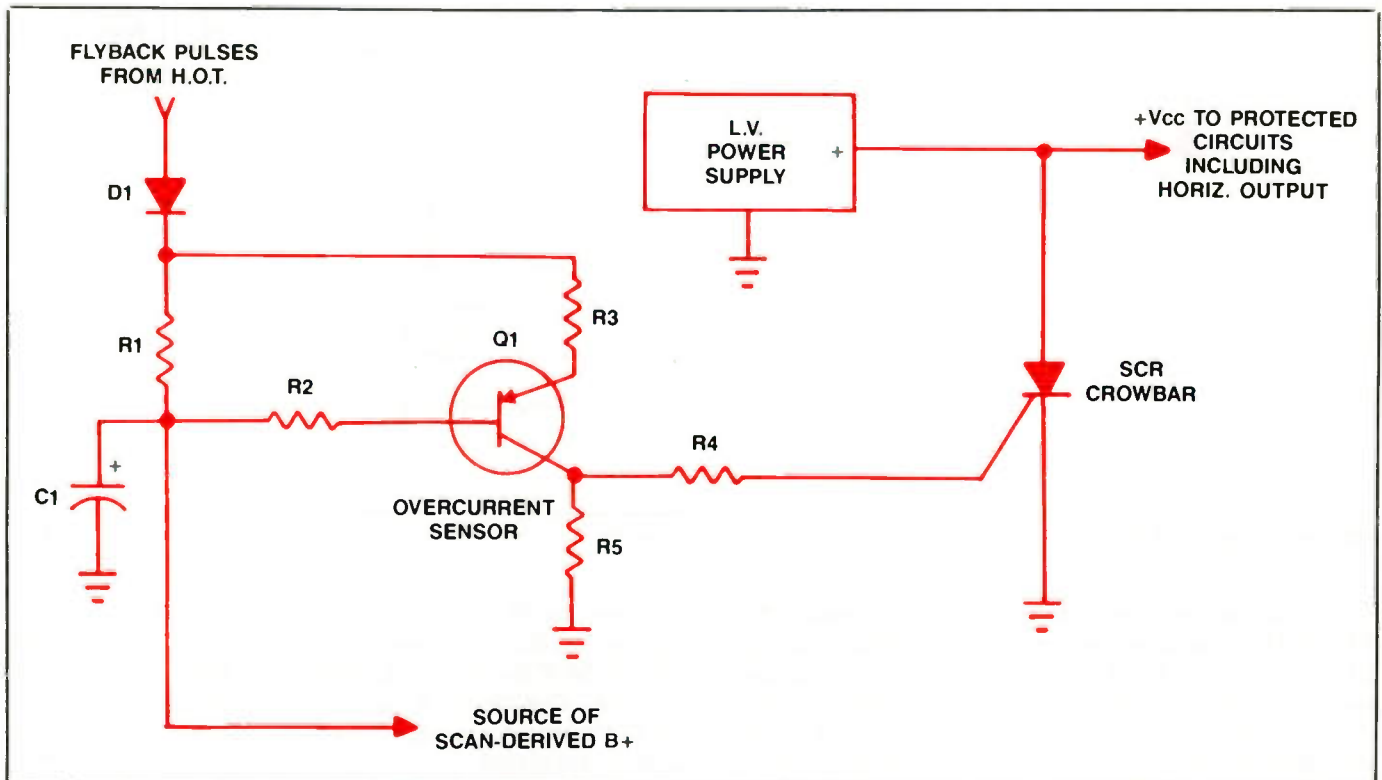 FLYBACK PULSES
FROM H.O.T.
D1
R1
R2
C1
+
Q1
R3
OVERCURRENT
SENSOR
R4
R5
SOURCE OF
SCAN-DERIVED B+
L.V.
POWER
SUPPLY
+
+Vcc TO PROTECTED
CIRCUITS
INCLUDING
HORIZ. OUTPUT
SCR
CROWBAR